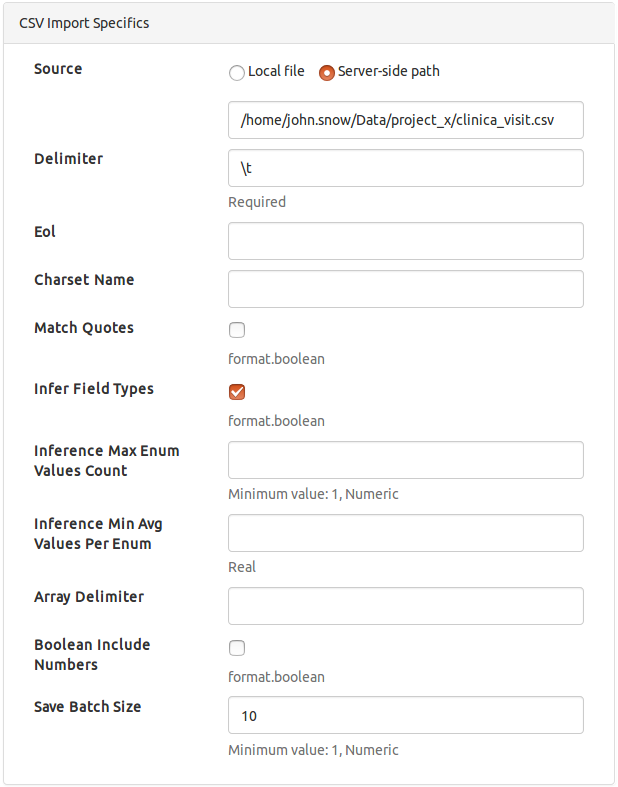 CSV Import Specifics
Source
Local file
Server-side path
/home/john.snow/Data/project_x/clinica_visit.csv
Delimiter
\t
Required
Eol
Charset Name
Match Quotes
format.boolean
Infer Field Types
format.boolean
Inference Max Enum
Values Count
Minimum value: 1, Numeric
Inference Min Avg
Values Per Enum
Real
Array Delimiter
Boolean Include
Numbers
format.boolean
Save Batch Size
10
Minimum value: 1, Numeric